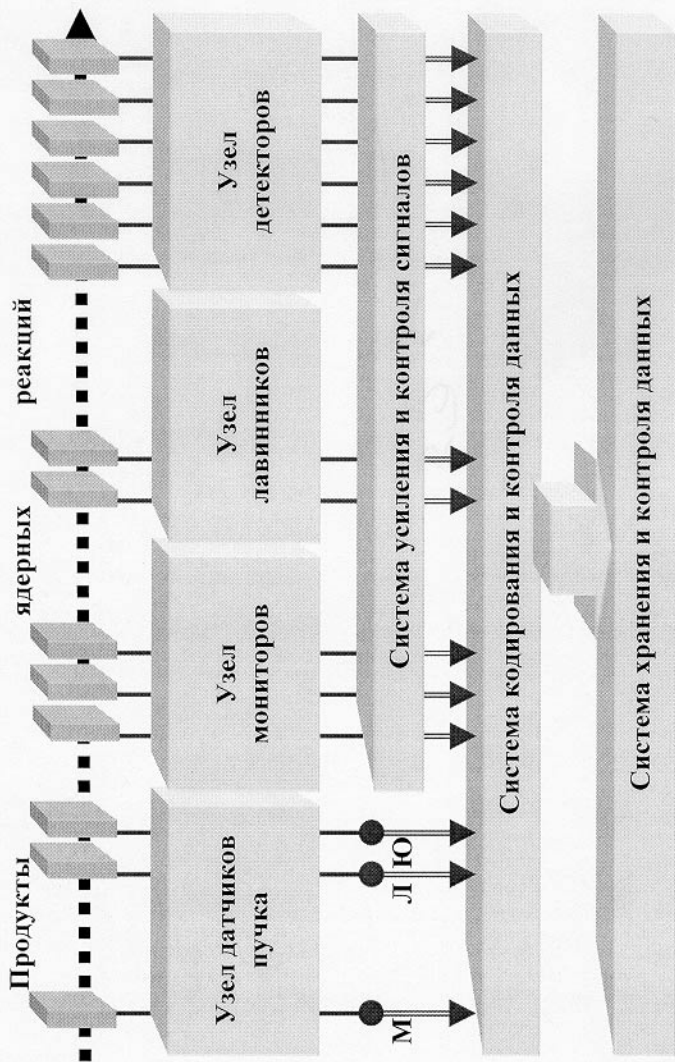 Продукты ядерных реакций
Узел датчиков
пучка
Узел
мониторов
Узел
лавинников
Узел
детекторов
М Л Ю
Система усиления и контроля сигналов
Система кодирования и контроля данных
Система хранения и контроля данных